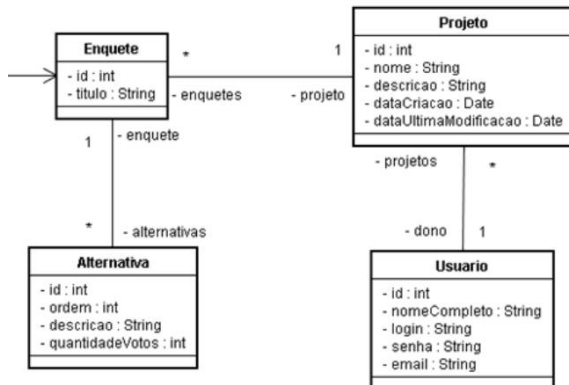 Enquete
- id : int
- titulo : String
*
- enquetes
1
- projeto
Projeto
- id : int
- nome : String
- descricao : String
- dataCriacao : Date
- dataUltimaModificacao : Date
1
- enquete
*
- alternativas
- projetos
*
- dono
1
Alternativa
- id : int
- ordem : int
- descricao : String
- quantidadeVotos : int
Usuario
- id : int
- nomeCompleto : String
- login : String
- senha : String
- email : String